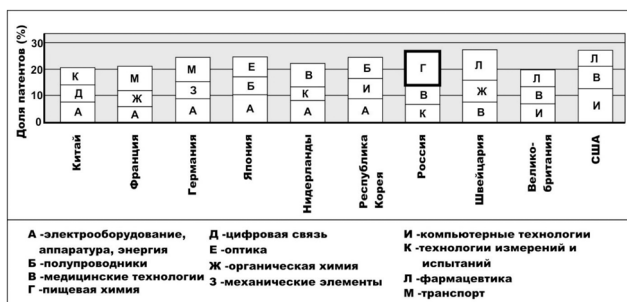 Доля патентов (%)
30
20
10
0
К
Д
А
М
Ж
А
М
З
А
Е
Б
А
В
К
А
Б
И
А
Г
В
К
Л
Ж
В
Л
В
И
Л
В
И
Китай
Франция
Германия
Япония
Нидерланды
Республика
Корея
Россия
Швейцария
Велико-
британия
США
А -электрооборудование,
аппаратура, энергия
Б -полупроводники
В -медицинские технологии
Г -пищевая химия
Д -цифровая связь
Е -оптика
Ж -органическая химия
З -механические элементы
И -компьютерные технологии
К -технологии измерений и
испытаний
Л -фармацевтика
М -транспорт